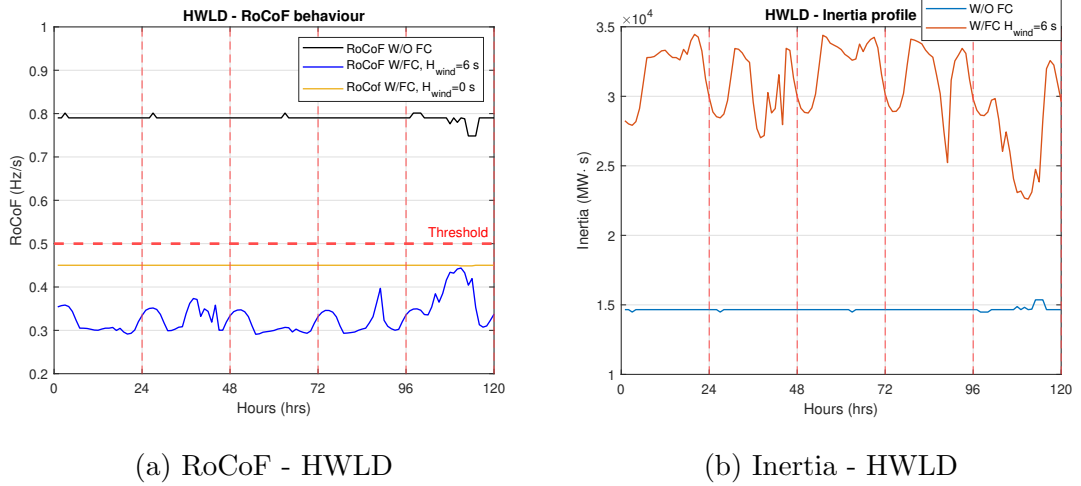 HWLD - RoCoF behaviour
RoCoF W/O FC
RoCoF W/FC, H_wind=6 s
RoCof W/FC, H_wind=0 s
Threshold
RoCoF (Hz/s)
1
0.9
0.8
0.7
0.6
0.5
0.4
0.3
0.2
0 24 48 72 96 120
Hours (hrs)
(a) RoCoF - HWLD
HWLD - Inertia profile
W/O FC
W/FC H_wind=6 s
×10^4
Inertia (MW· s)
3.5
3
2.5
2
1.5
1
0 24 48 72 96 120
Hours (hrs)
(b) Inertia - HWLD